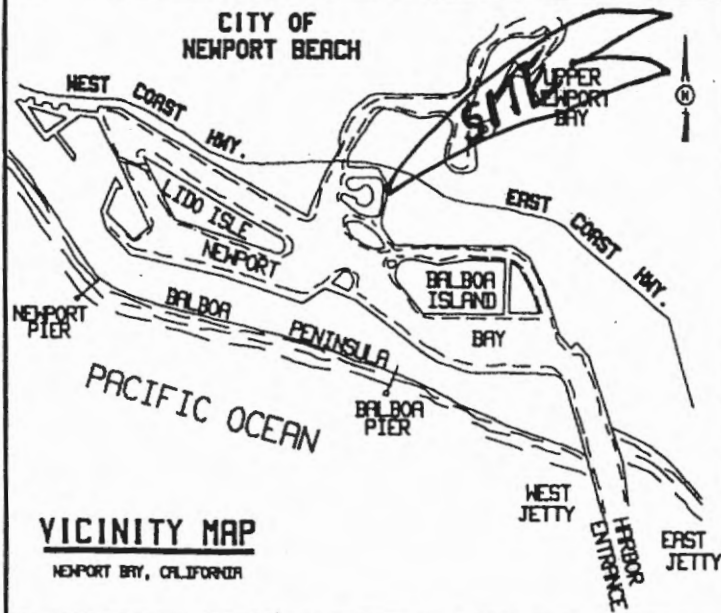 CITY OF
NEWPORT BEACH
WEST COAST HWY.
SITE
UPPER
NEWPORT
BAY
N
LIDO ISLE
NEWPORT
EAST COAST HWY.
BALBOA
ISLAND
BAY
NEWPORT
PIER
BALBOA PENINSULA
PACIFIC OCEAN
BALBOA
PIER
WEST
JETTY
HARBOR
ENTRANCE
EAST
JETTY
VICINITY MAP
NEWPORT BAY, CALIFORNIA